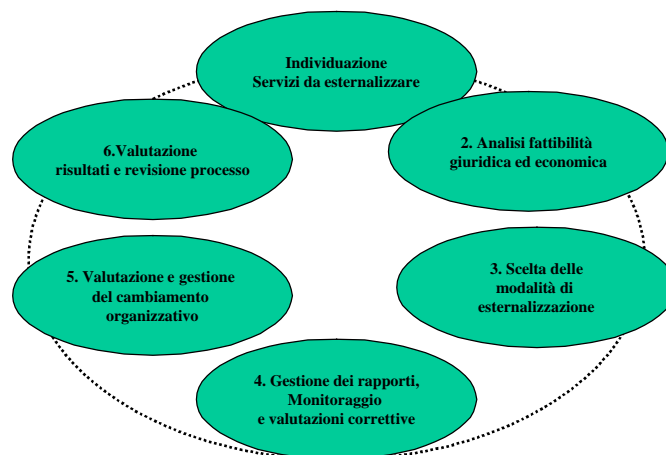 Individuazione
Servizi da esternalizzare
2. Analisi fattibilità
giuridica ed economica
3. Scelta delle
modalità di
esternalizzazione
4. Gestione dei rapporti,
Monitoraggio
e valutazioni correttive
5. Valutazione e gestione
del cambiamento
organizzativo
6.Valutazione
risultati e revisione processo